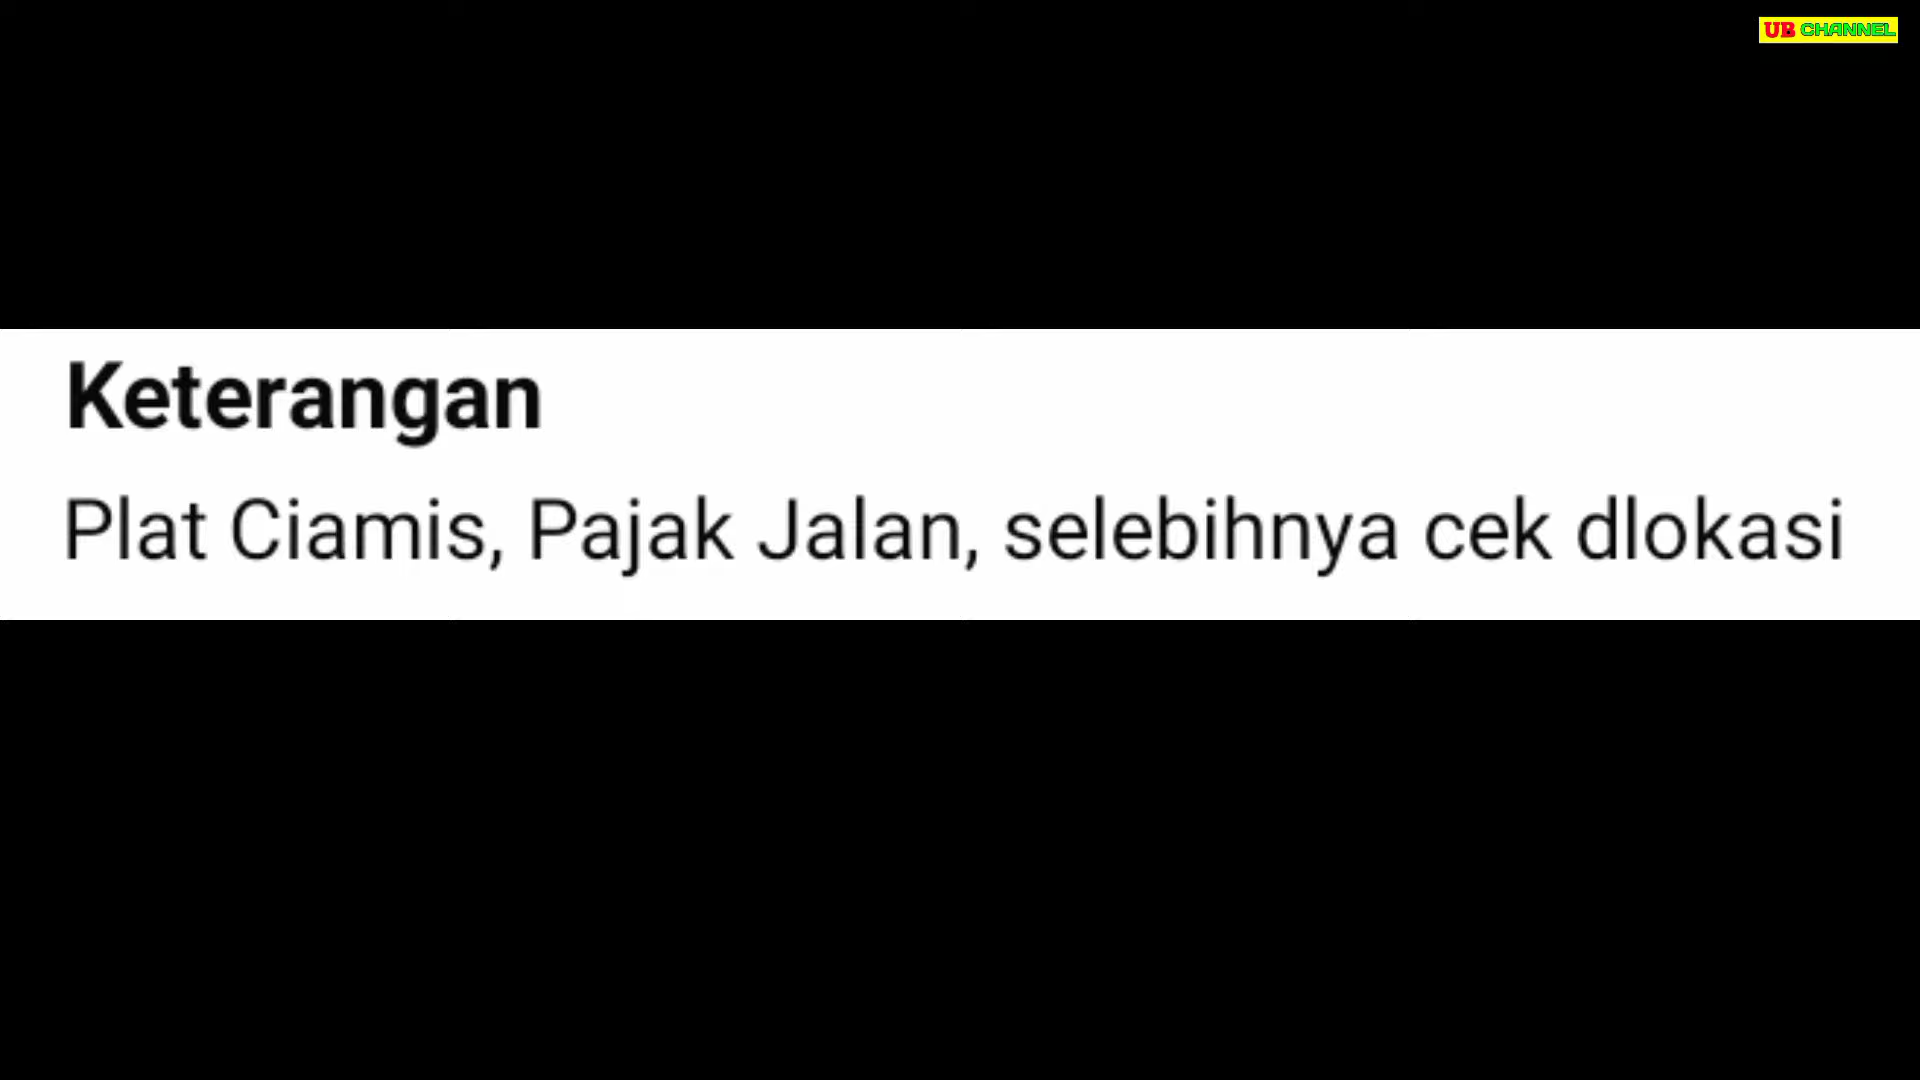 UB CHANNEL
Keterangan
Plat Ciamis, Pajak Jalan, selebihnya cek dlokasi